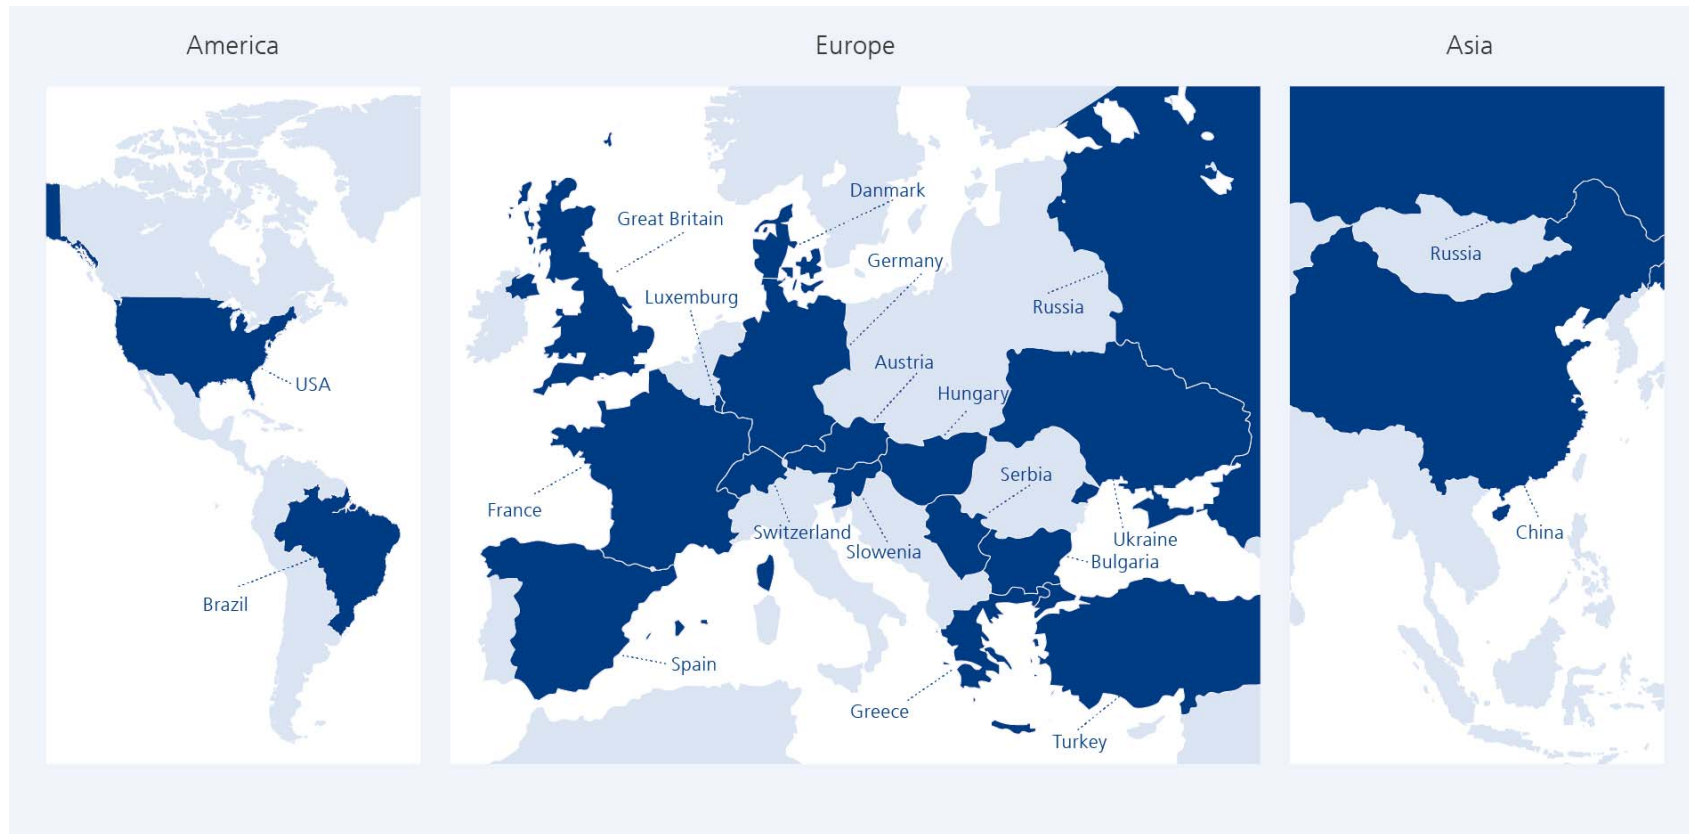 America
Europe
Asia
Danmark
Great Britain
Germany
Luxemburg
Russia
Austria
Hungary
Serbia
France
Switzerland
Slowenia
Ukraine
Bulgaria
Spain
Greece
Turkey
USA
Brazil
Russia
China